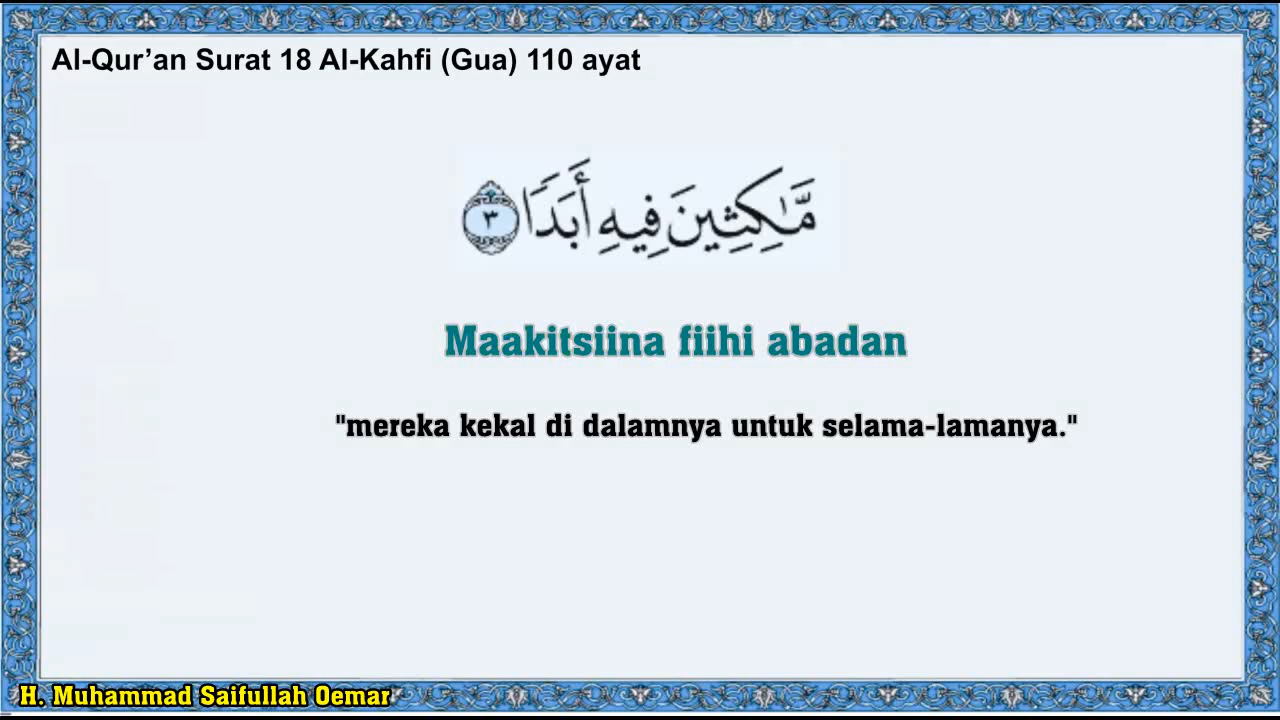 Al-Qur’an Surat 18 Al-Kahfi (Gua) 110 ayat
مَّـٰكِثِينَ فِيهِ أَبَدًا ٣
Maakitsiina fiihi abadan
"mereka kekal di dalamnya untuk selama-lamanya."
H. Muhammad Saifullah Oemar